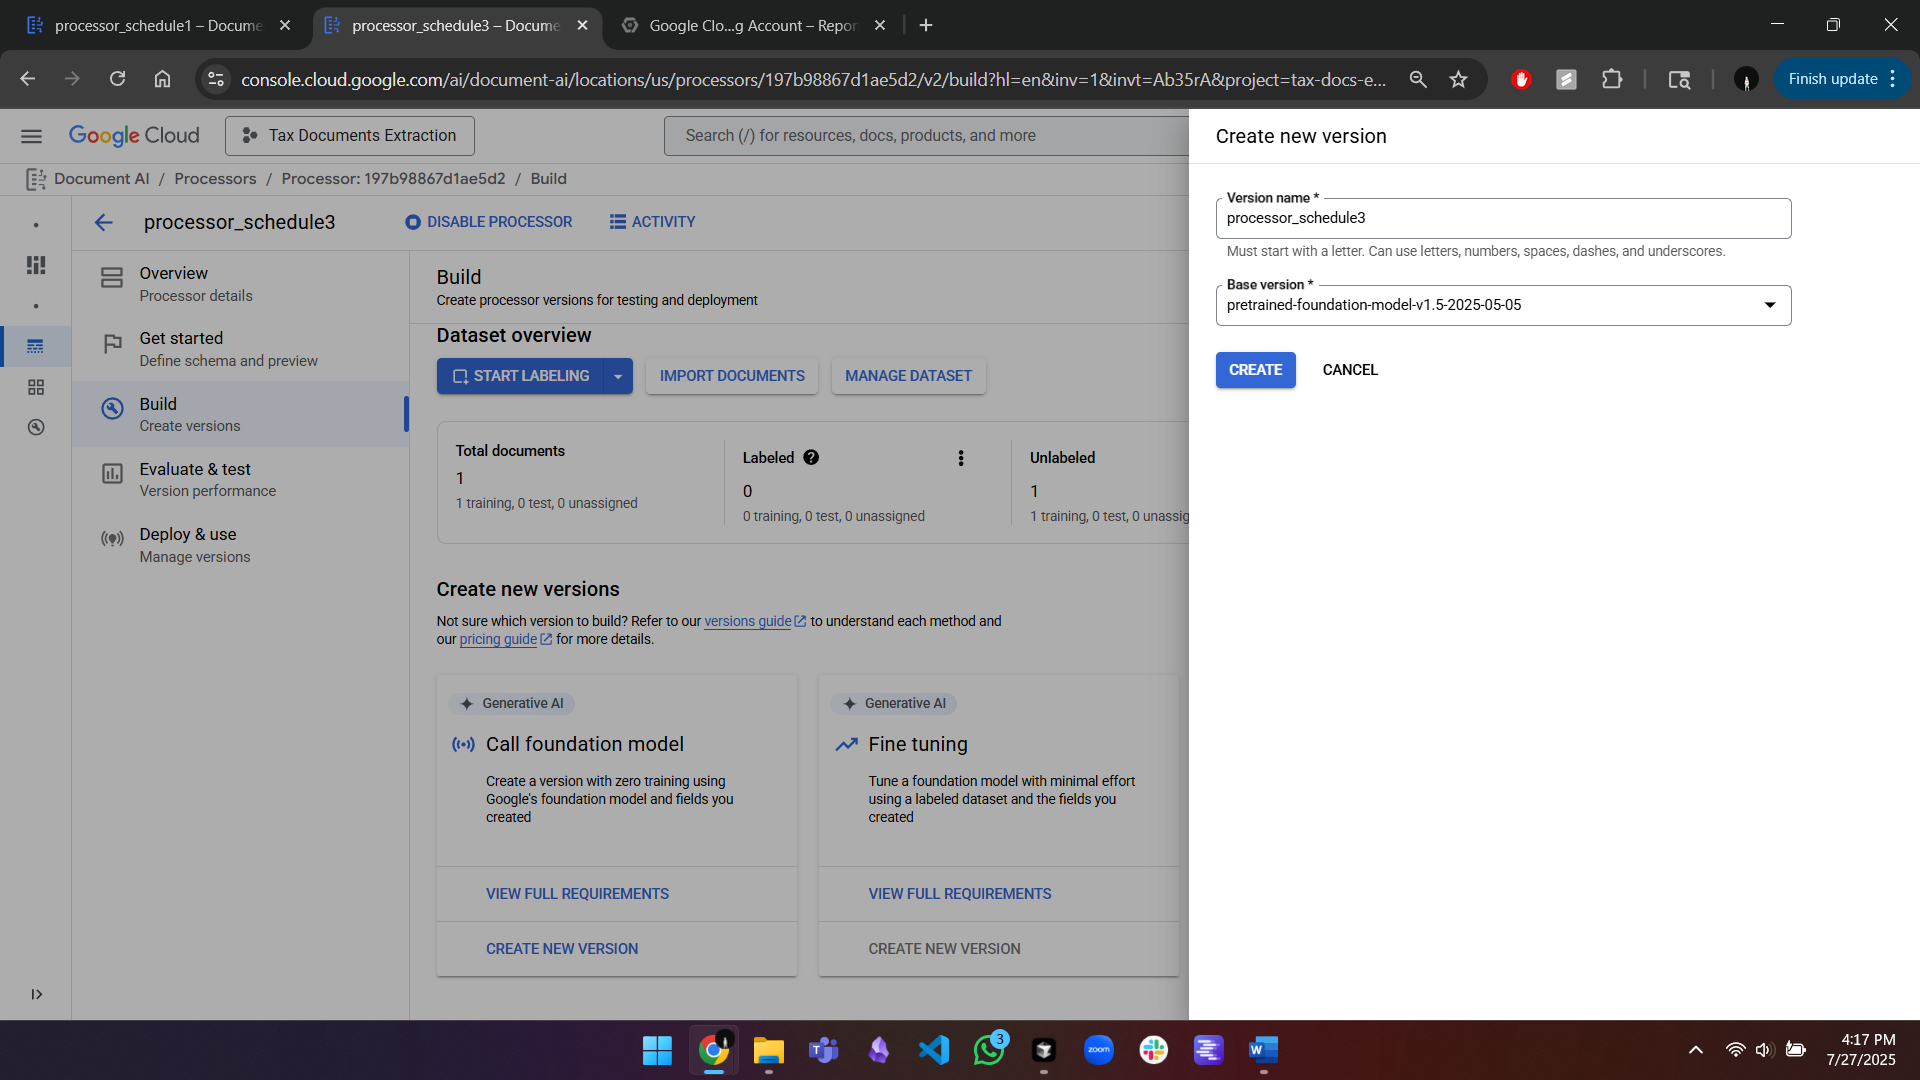 processor_schedule1 – Docume
processor_schedule3 – Docume
Google Clo...g Account – Repor
console.cloud.google.com/ai/document-ai/locations/us/processors/197b98867d1ae5d2/v2/build?hl=en&inv=1&invt=Ab35rA&project=tax-docs-e...
Finish update
Google Cloud
Tax Documents Extraction
Search (/) for resources, docs, products, and more
Document AI / Processors / Processor: 197b98867d1ae5d2 / Build
processor_schedule3
DISABLE PROCESSOR
ACTIVITY
Overview
Processor details
Get started
Define schema and preview
Build
Create versions
Evaluate & test
Version performance
Deploy & use
Manage versions
Build
Create processor versions for testing and deployment
Dataset overview
START LABELING
IMPORT DOCUMENTS
MANAGE DATASET
Total documents
1
1 training, 0 test, 0 unassigned
Labeled
0
0 training, 0 test, 0 unassigned
Unlabeled
1
1 training, 0 test, 0 unassig
Create new versions
Not sure which version to build? Refer to our versions guide to understand each method and
our pricing guide for more details.
Generative AI
Call foundation model
Create a version with zero training using
Google's foundation model and fields you
created
VIEW FULL REQUIREMENTS
CREATE NEW VERSION
Generative AI
Fine tuning
Tune a foundation model with minimal effort
using a labeled dataset and the fields you
created
VIEW FULL REQUIREMENTS
CREATE NEW VERSION
Create new version
Version name *
processor_schedule3
Must start with a letter. Can use letters, numbers, spaces, dashes, and underscores.
Base version *
pretrained-foundation-model-v1.5-2025-05-05
CREATE
CANCEL
3
zoom
4:17 PM
7/27/2025